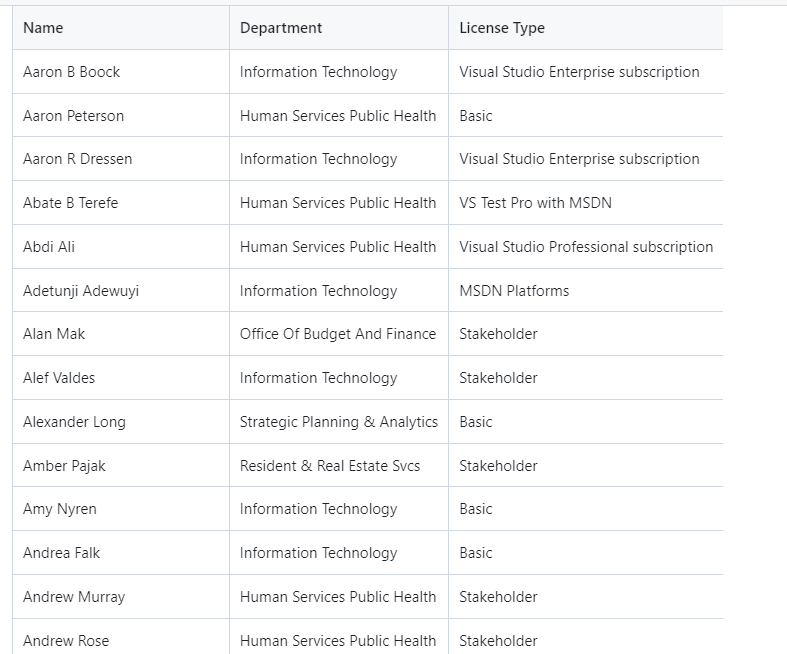 Name Department License Type
Aaron B Boock Information Technology Visual Studio Enterprise subscription
Aaron Peterson Human Services Public Health Basic
Aaron R Dressen Information Technology Visual Studio Enterprise subscription
Abate B Terefe Human Services Public Health VS Test Pro with MSDN
Abdi Ali Human Services Public Health Visual Studio Professional subscription
Adetunji Adewuyi Information Technology MSDN Platforms
Alan Mak Office Of Budget And Finance Stakeholder
Alef Valdes Information Technology Stakeholder
Alexander Long Strategic Planning & Analytics Basic
Amber Pajak Resident & Real Estate Svcs Stakeholder
Amy Nyren Information Technology Basic
Andrea Falk Information Technology Basic
Andrew Murray Human Services Public Health Stakeholder
Andrew Rose Human Services Public Health Stakeholder